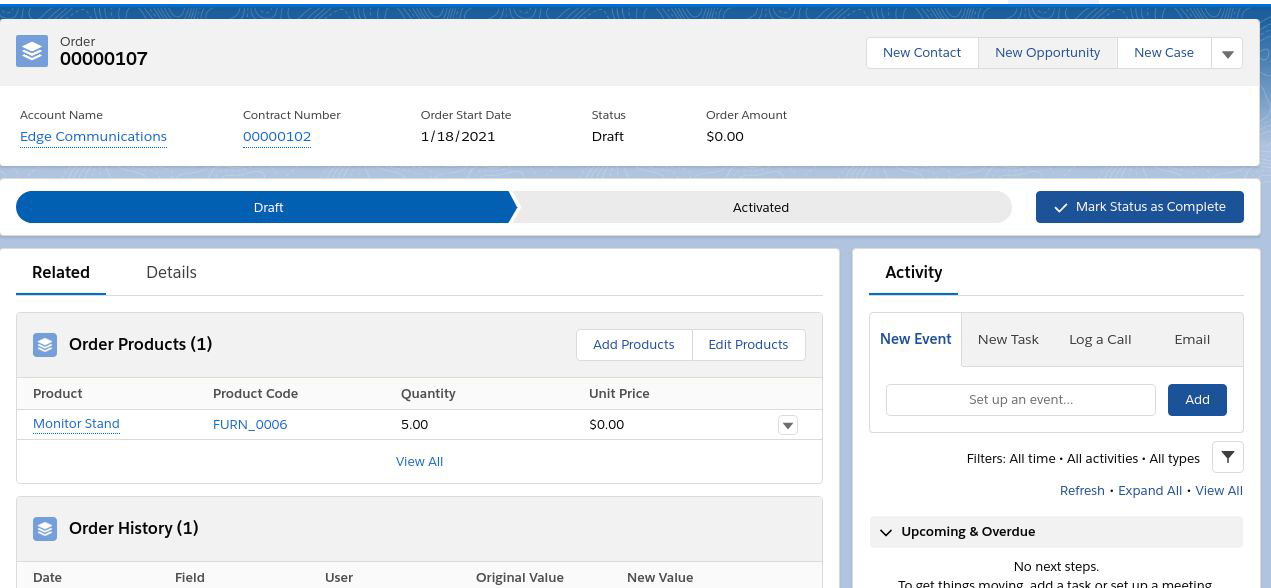 Order
00000107
New Contact New Opportunity New Case
Account Name Contract Number Order Start Date Status Order Amount
Edge Communications 00000102 1/18/2021 Draft $0.00
Draft Activated Mark Status as Complete
Related Details
Order Products (1) Add Products Edit Products
Product Product Code Quantity Unit Price
Monitor Stand FURN_0006 5.00 $0.00
View All
Order History (1)
Date Field User Original Value New Value
Activity
New Event New Task Log a Call Email
Set up an event... Add
Filters: All time • All activities • All types
Refresh • Expand All • View All
Upcoming & Overdue
No next steps.
To get things moving, add a task or set up a meeting.